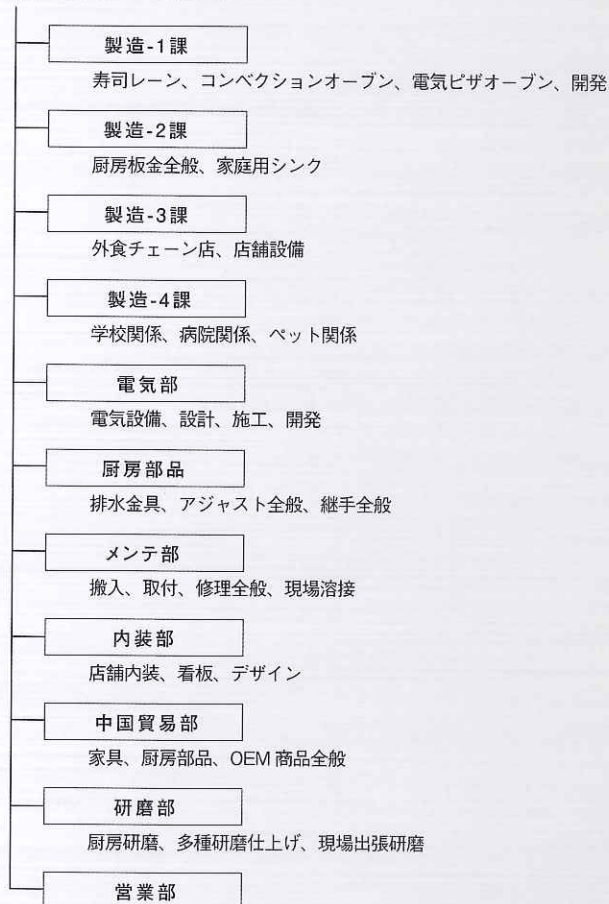 製造-1課
寿司レーン、コンベクションオーブン、電気ピザオーブン、開発
製造-2課
厨房板金全般、家庭用シンク
製造-3課
外食チェーン店、店舗設備
製造-4課
学校関係、病院関係、ペット関係
電気部
電気設備、設計、施工、開発
厨房部品
排水金具、アジャスト全般、継手全般
メンテ部
搬入、取付、修理全般、現場溶接
内装部
店舗内装、看板、デザイン
中国貿易部
家具、厨房部品、OEM 商品全般
研磨部
厨房研磨、多種研磨仕上げ、現場出張研磨
営業部